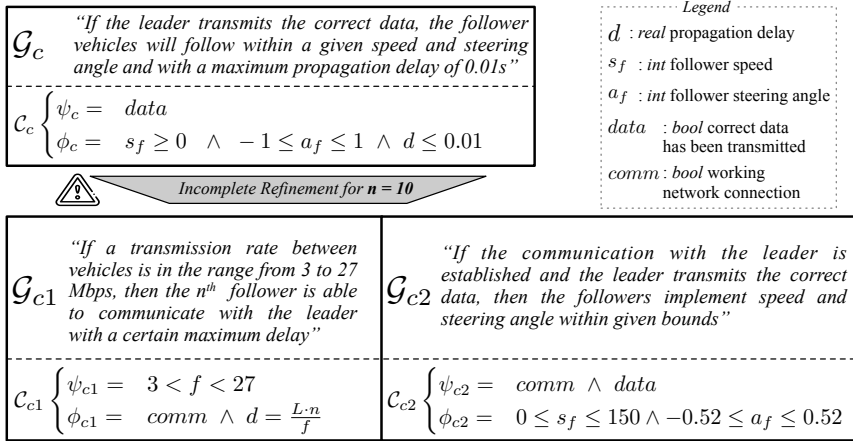 𝒢c
“If the leader transmits the correct data, the follower
vehicles will follow within a given speed and steering
angle and with a maximum propagation delay of 0.01s”
𝒞c { ψc = data
ϕc = sf ≥ 0 ∧ − 1 ≤ af ≤ 1 ∧ d ≤ 0.01
Legend
d : real propagation delay
sf : int follower speed
af : int follower steering angle
data : bool correct data
has been transmitted
comm : bool working
network connection
Incomplete Refinement for n = 10
𝒢c1
“If a transmission rate between
vehicles is in the range from 3 to 27
Mbps, then the nth follower is able
to communicate with the leader
with a certain maximum delay”
𝒞c1 { ψc1 = 3 < f < 27
ϕc1 = comm ∧ d = L·n/f
𝒢c2
“If the communication with the leader is
established and the leader transmits the correct
data, then the followers implement speed and
steering angle within given bounds”
𝒞c2 { ψc2 = comm ∧ data
ϕc2 = 0 ≤ sf ≤ 150 ∧ −0.52 ≤ af ≤ 0.52